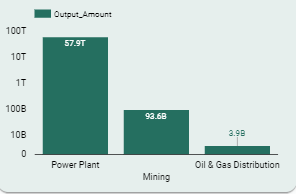 Output_Amount
100T
10T
1T
100B
10B
0
57.9T
93.6B
3.9B
Power Plant
Mining
Oil & Gas Distribution